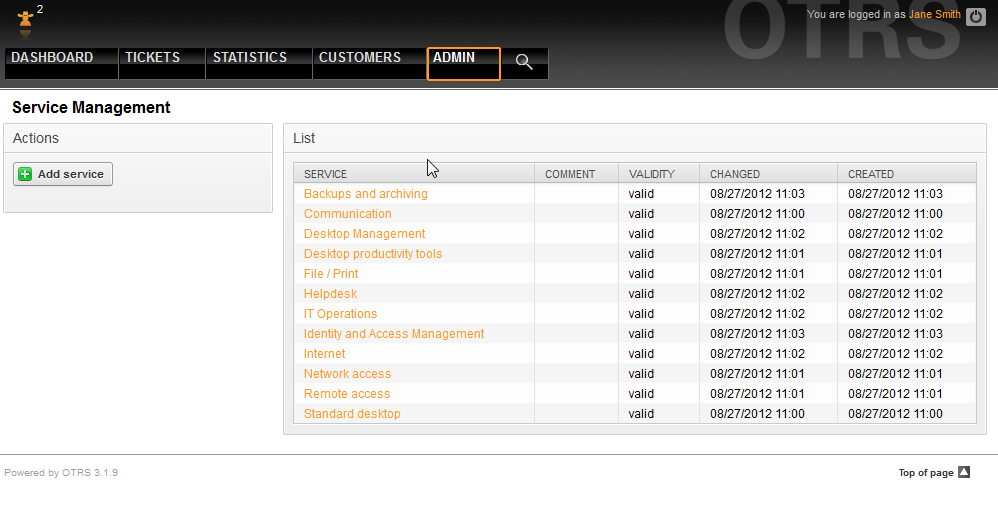 2
OTRS
You are logged in as Jane Smith
DASHBOARD TICKETS STATISTICS CUSTOMERS ADMIN
Service Management
Actions
Add service
List
SERVICE COMMENT VALIDITY CHANGED CREATED
Backups and archiving valid 08/27/2012 11:03 08/27/2012 11:03
Communication valid 08/27/2012 11:00 08/27/2012 11:00
Desktop Management valid 08/27/2012 11:02 08/27/2012 11:02
Desktop productivity tools valid 08/27/2012 11:01 08/27/2012 11:01
File / Print valid 08/27/2012 11:01 08/27/2012 11:01
Helpdesk valid 08/27/2012 11:02 08/27/2012 11:02
IT Operations valid 08/27/2012 11:02 08/27/2012 11:02
Identity and Access Management valid 08/27/2012 11:03 08/27/2012 11:03
Internet valid 08/27/2012 11:02 08/27/2012 11:02
Network access valid 08/27/2012 11:01 08/27/2012 11:01
Remote access valid 08/27/2012 11:01 08/27/2012 11:01
Standard desktop valid 08/27/2012 11:00 08/27/2012 11:00
Powered by OTRS 3.1.9
Top of page